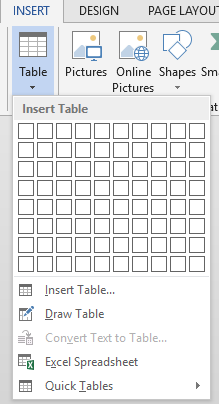 INSERT DESIGN PAGE LAYOUT
Table Pictures Online Pictures Shapes
Insert Table
Insert Table...
Draw Table
Convert Text to Table...
Excel Spreadsheet
Quick Tables